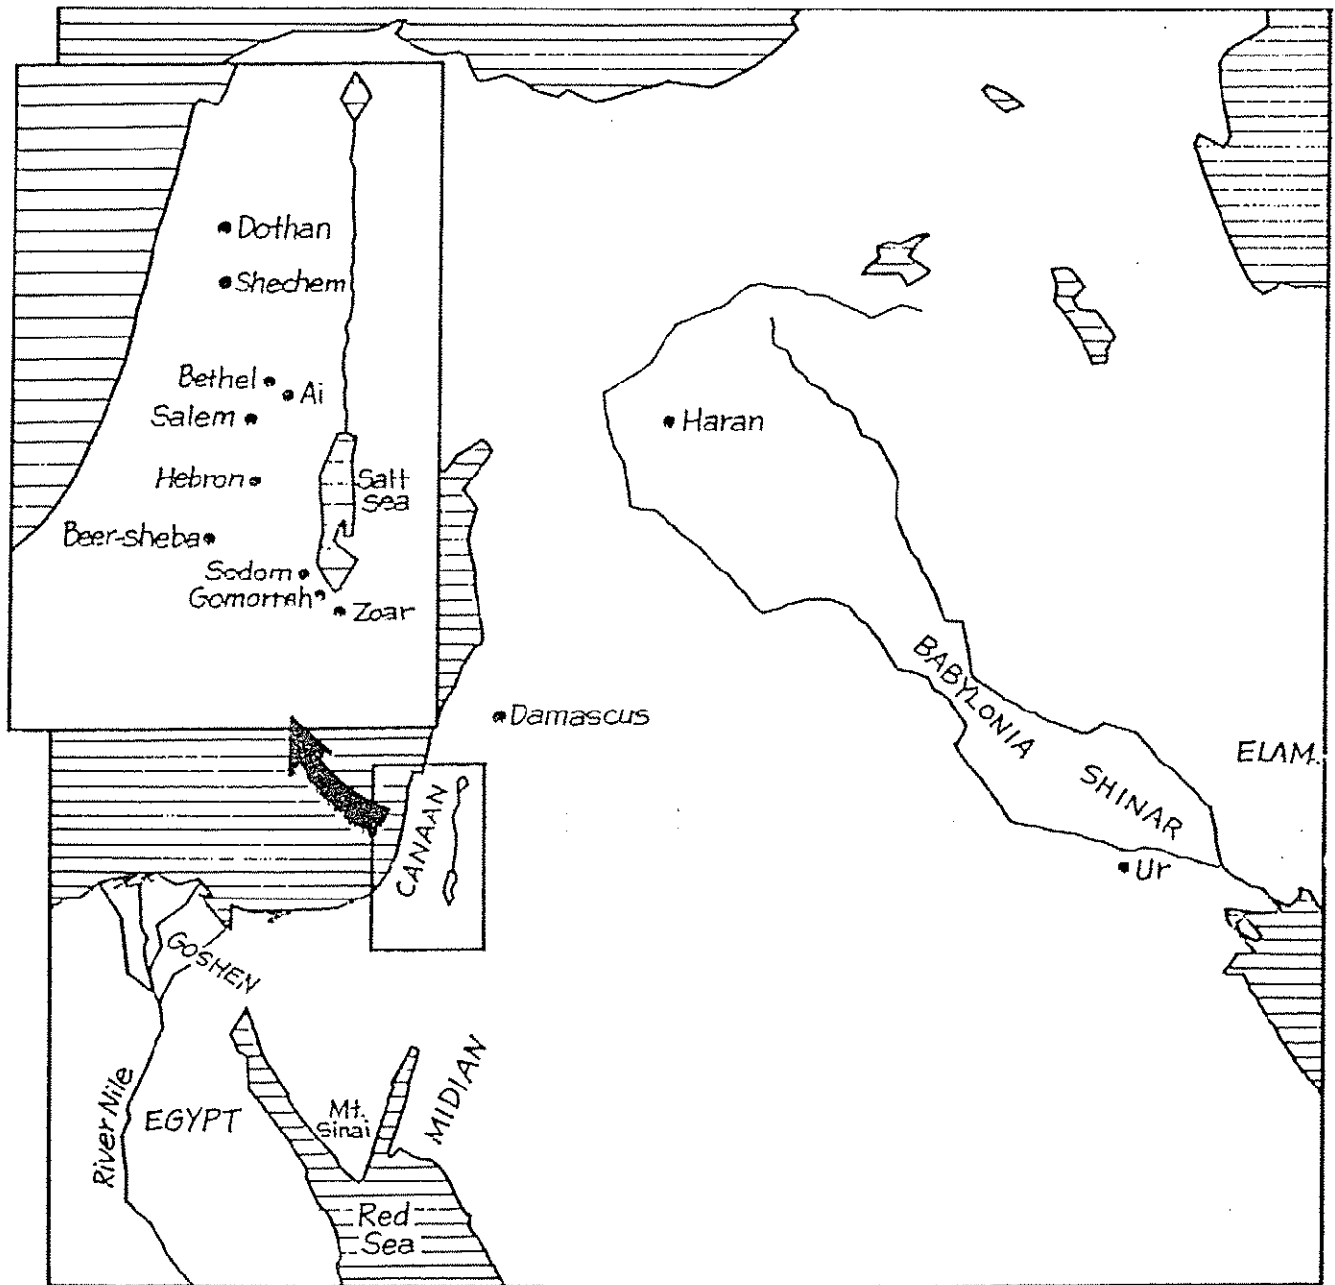 Dothan
Shechem
Bethel
Ai
Salem
Haran
Hebron
Salt
sea
Beer-sheba
Sodom
Gomorrah
Zoar
BABYLONIA
Damascus
ELAM.
SHINAR
CANAAN
Ur
GOSHEN
River Nile
EGYPT
Mt.
Sinai
MIDIAN
Red
Sea